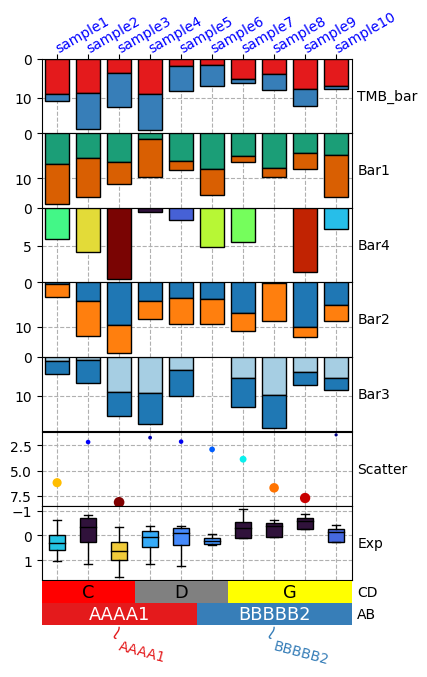 sample1 sample2 sample3 sample4 sample5 sample6 sample7 sample8 sample9 sample10
0
10
TMB_bar
0
10
Bar1
0
5
Bar4
0
10
Bar2
0
10
Bar3
2.5
5.0
7.5
Scatter
−1
0
1
Exp
C D G CD
AAAA1 BBBBB2 AB
AAAA1 BBBBB2